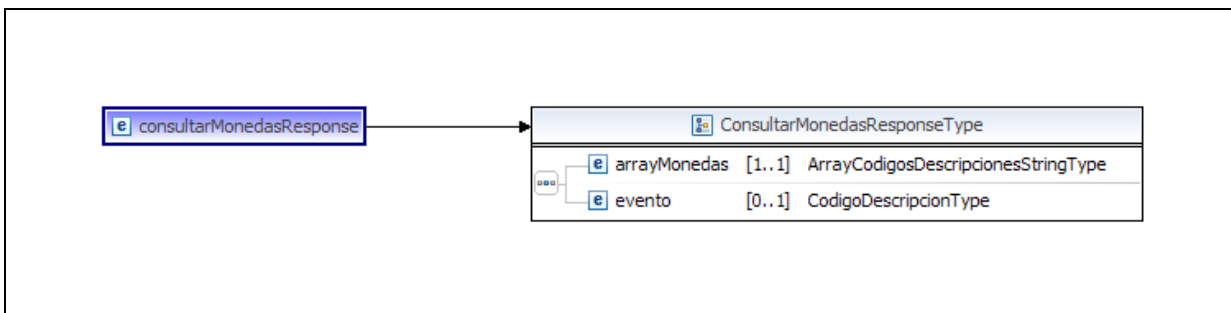 e consultarMonedasResponse
ConsultarMonedasResponseType
e arrayMonedas [1..1] ArrayCodigosDescripcionesStringType
e evento [0..1] CodigoDescripcionType